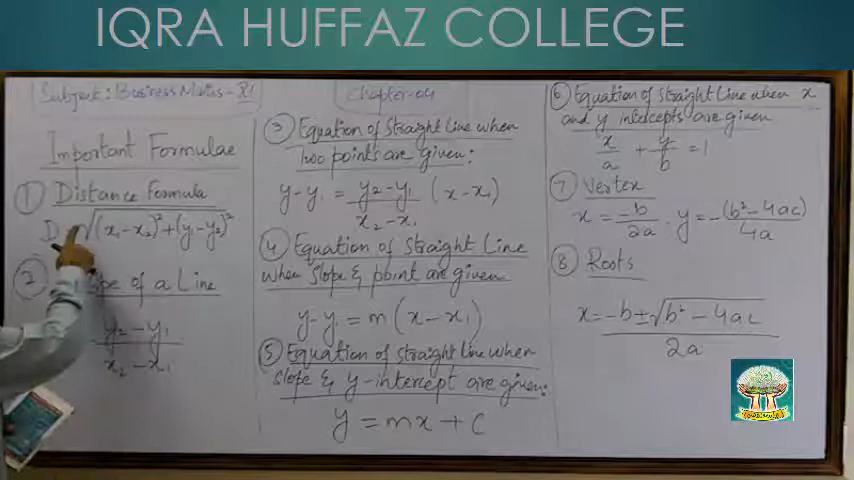 IQRA HUFFAZ COLLEGE
Subject: Business Maths-R1
Chapter-04
Important Formulae
① Distance Formula
D √(x₁-x₂)²+(y₁-y₂)²
② of a Line
y₂-y₁
x₂-x₁
③ Equation of Straight Line when
Two points are given:
y-y₁ = y₂-y₁ (x-x₁)
x₂-x₁
④ Equation of Straight Line
when slope & point are given
y-y₁ = m(x-x₁)
⑤ Equation of straight line when
slope & y-intercept are given:
y = mx + c
⑥ Equation of straight Line when x
and y intercepts are given
x/a + y/b = 1
⑦ Vertex
x = -b/2a . y = -(b²-4ac)/4a
⑧ Roots
x = -b±√b²-4ac
2a